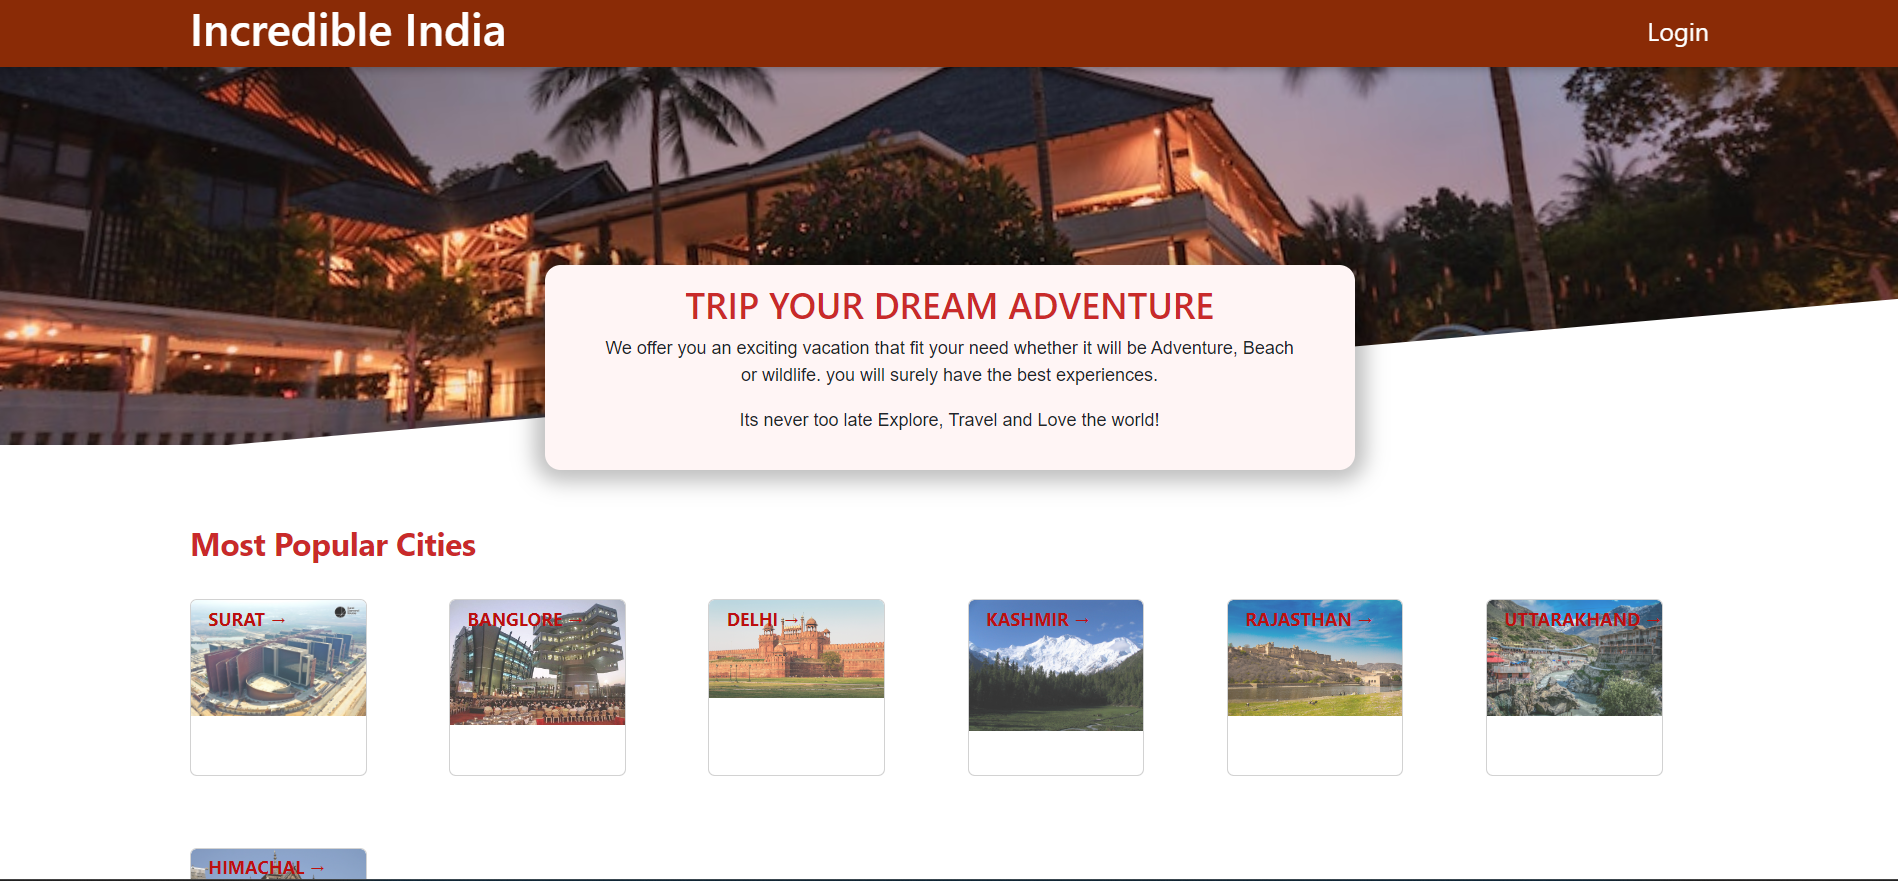 Incredible India
Login
TRIP YOUR DREAM ADVENTURE
We offer you an exciting vacation that fit your need whether it will be Adventure, Beach
or wildlife. you will surely have the best experiences.
Its never too late Explore, Travel and Love the world!
Most Popular Cities
SURAT →
BANGLORE →
DELHI →
KASHMIR →
RAJASTHAN →
UTTARAKHAND →
HIMACHAL →